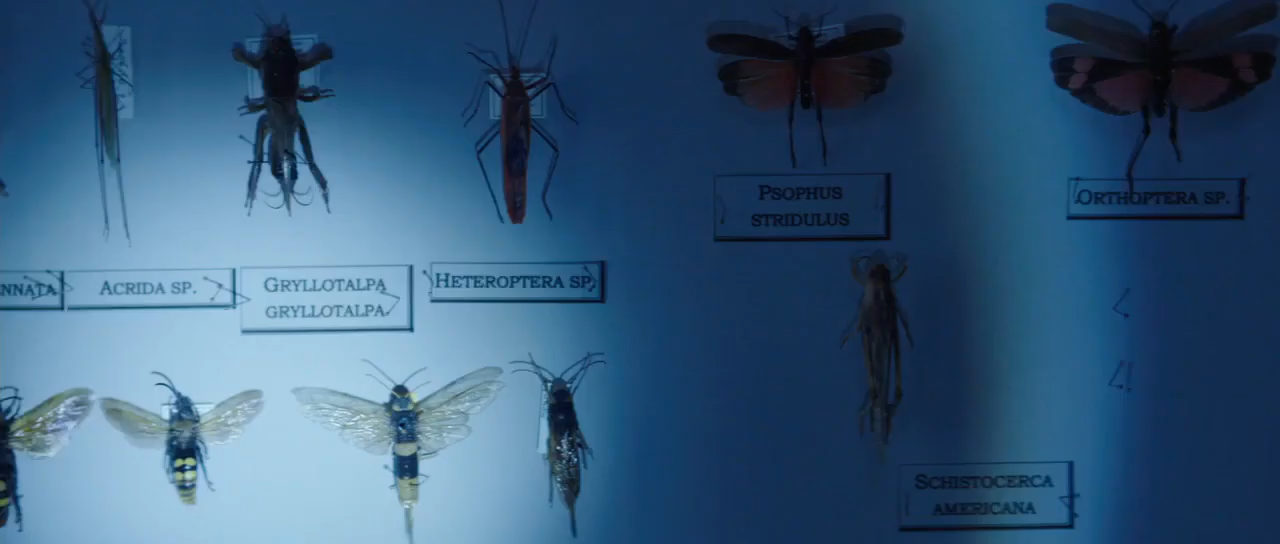 NNATA
ACRIDA SP.
GRYLLOTALPA
GRYLLOTALPA
HETEROPTERA SP.
PSOPHUS
STRIDULUS
ORTHOPTERA SP.
SCHISTOCERCA
AMERICANA